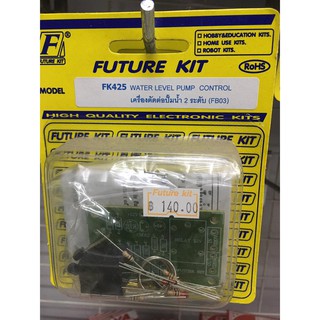 F
FUTURE KIT
HOBBY&EDUCATION KITS.
HOME USE KITS.
ROBOT KITS.
RoHS
FUTURE KIT
MODEL
FK425 WATER LEVEL PUMP CONTROL
เครื่องตัดต่อปั๊มน้ำ 2 ระดับ (FB03)
HIGH QUALITY ELECTRONIC KITS
FUTURE KIT
Future kit
฿ 140.00